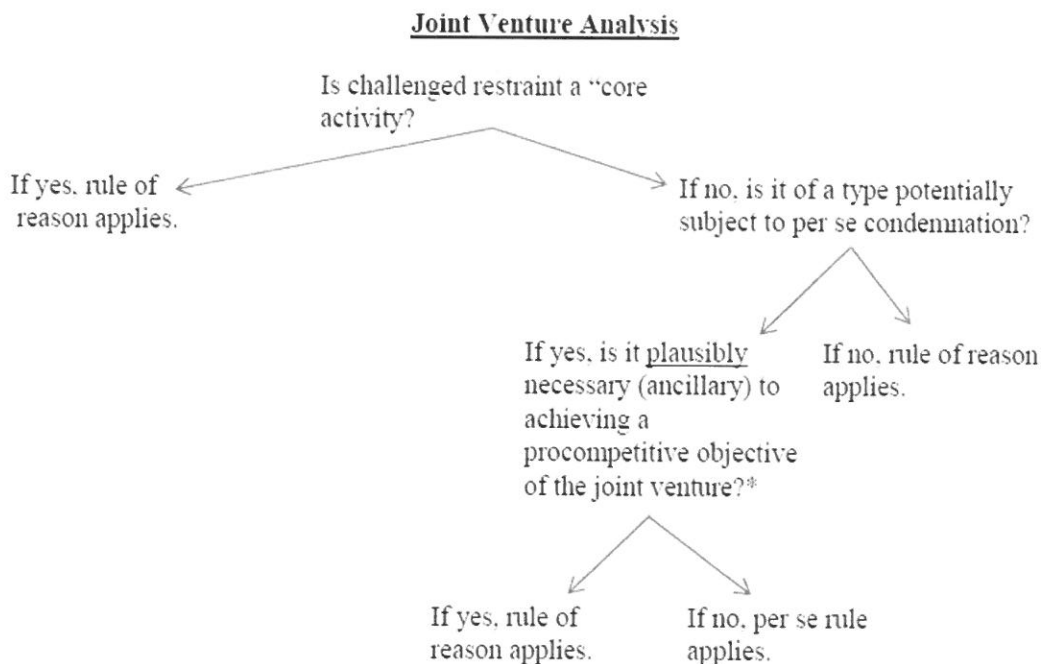 Joint Venture Analysis
Is challenged restraint a “core
activity?
If yes, rule of
reason applies.
If no, is it of a type potentially
subject to per se condemnation?
If yes, is it plausibly
necessary (ancillary) to
achieving a
procompetitive objective
of the joint venture?*
If no, rule of reason
applies.
If yes, rule of
reason applies.
If no, per se rule
applies.